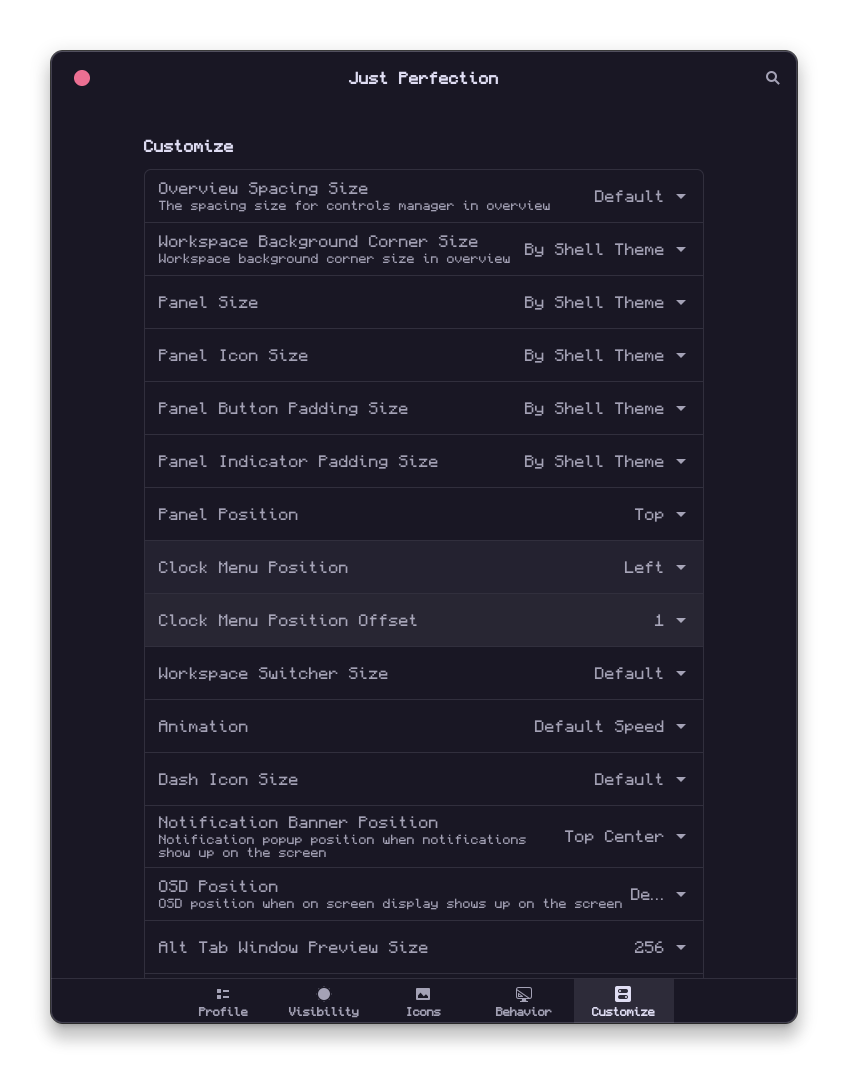 Just Perfection
Customize
Overview Spacing Size
The spacing size for controls manager in overview
Default
Workspace Background Corner Size
Workspace background corner size in overview
By Shell Theme
Panel Size
By Shell Theme
Panel Icon Size
By Shell Theme
Panel Button Padding Size
By Shell Theme
Panel Indicator Padding Size
By Shell Theme
Panel Position
Top
Clock Menu Position
Left
Clock Menu Position Offset
1
Workspace Switcher Size
Default
Animation
Default Speed
Dash Icon Size
Default
Notification Banner Position
Notification popup position when notifications
show up on the screen
Top Center
OSD Position
OSD position when on screen display shows up on the screen
De...
Alt Tab Window Preview Size
256
Profile
Visibility
Icons
Behavior
Customize